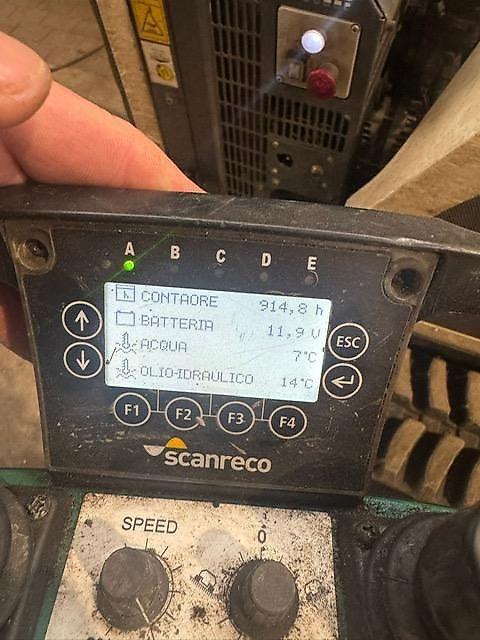 A B C D E
CONTAORE 914,8 h
BATTERIA 11,9 V
ACQUA 7°C
OLIO-IDRAULICO 14°C
ESC
F1 F2 F3 F4
scanreco
SPEED 0